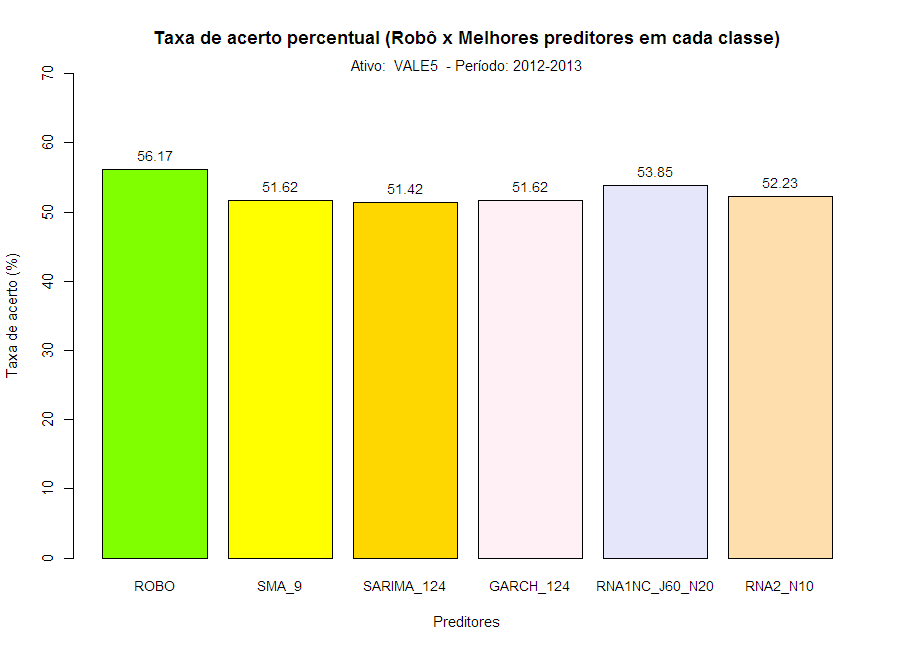 Taxa de acerto percentual (Robô x Melhores preditores em cada classe)
Ativo:  VALE5  - Período: 2012-2013
Taxa de acerto (%)
70
60
50
40
30
20
10
0
56.17
51.62
51.42
51.62
53.85
52.23
ROBO
SMA_9
SARIMA_124
GARCH_124
RNA1NC_J60_N20
RNA2_N10
Preditores